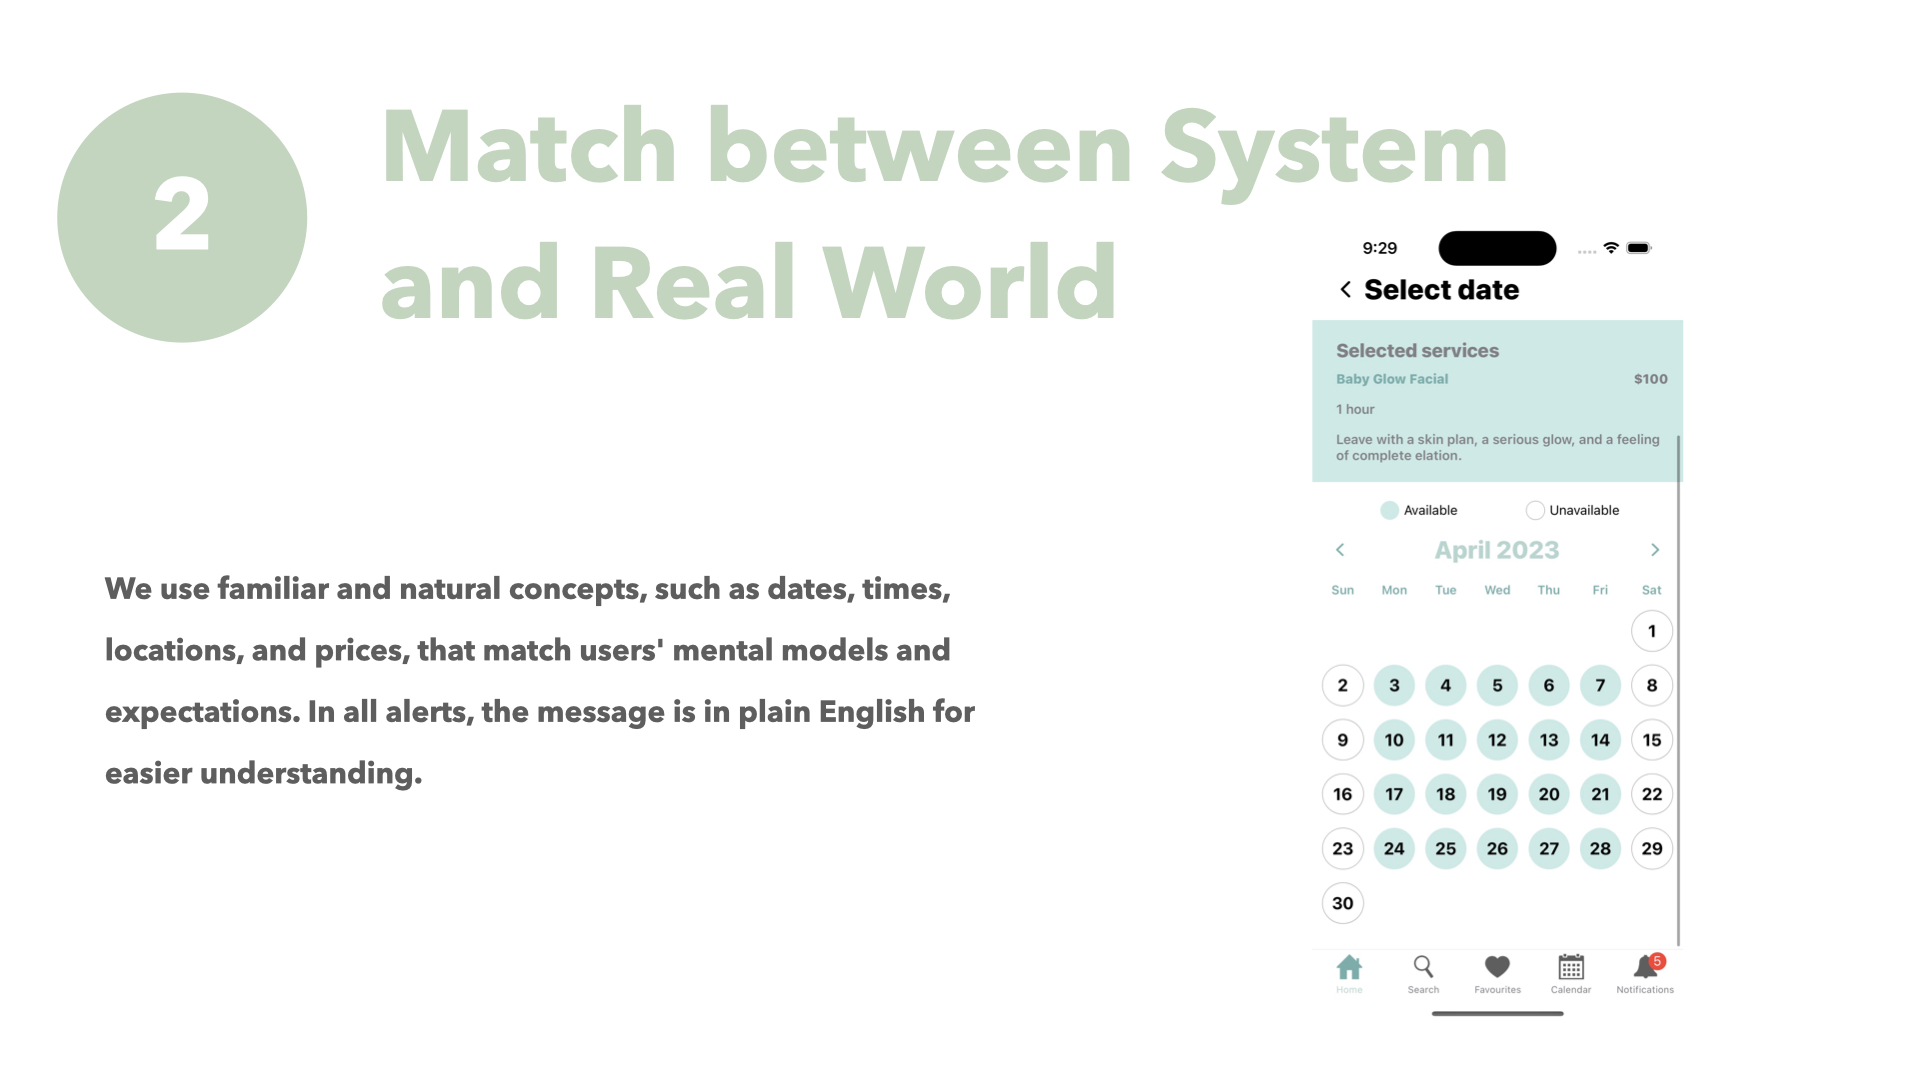 2
Match between System
and Real World
We use familiar and natural concepts, such as dates, times,
locations, and prices, that match users' mental models and
expectations. In all alerts, the message is in plain English for
easier understanding.
9:29
Select date
Selected services
Baby Glow Facial $100
1 hour
Leave with a skin plan, a serious glow, and a feeling
of complete elation.
Available Unavailable
April 2023
Sun Mon Tue Wed Thu Fri Sat
1
2 3 4 5 6 7 8
9 10 11 12 13 14 15
16 17 18 19 20 21 22
23 24 25 26 27 28 29
30
5
Home Search Favourites Calendar Notifications